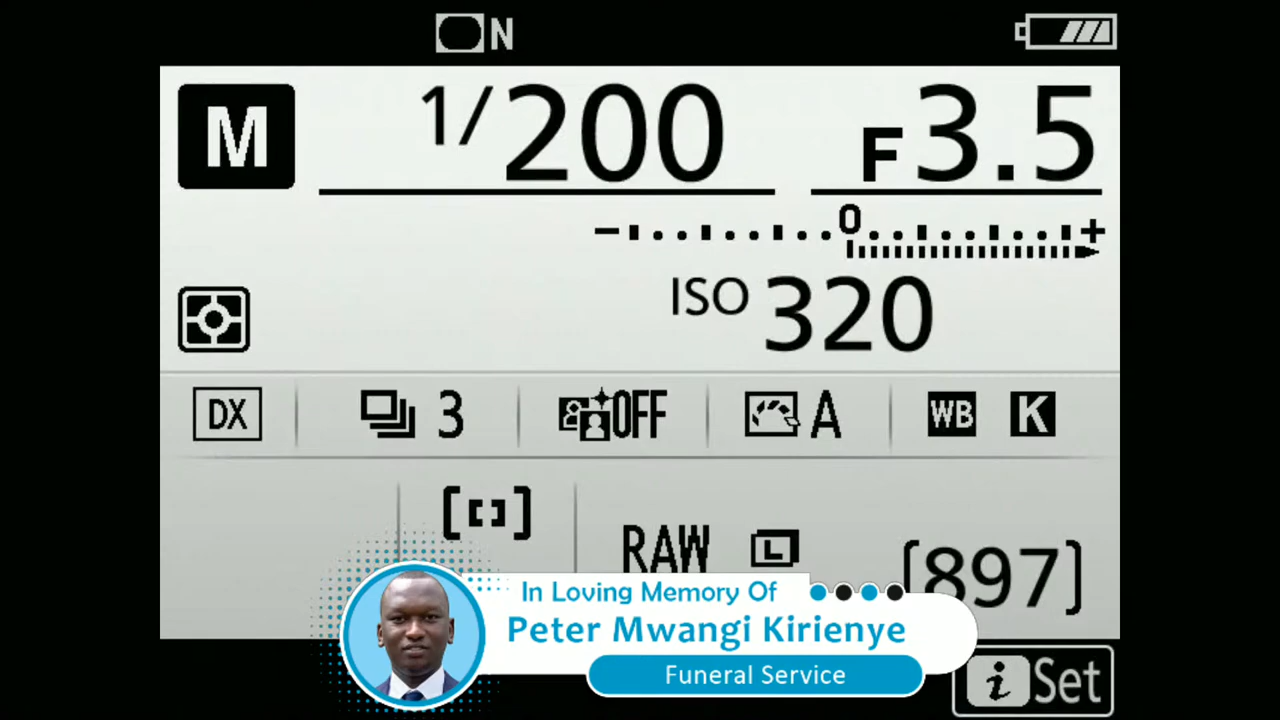 N
M 1/200 F3.5
− 0 +
ISO 320
DX 3 OFF A WB K
RAW L [897]
In Loving Memory Of
Peter Mwangi Kirienye
Funeral Service
i Set